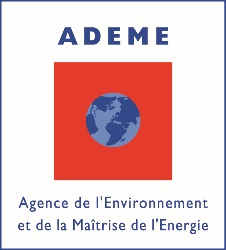 ADEME
Agence de l'Environnement
et de la Maîtrise de l'Energie